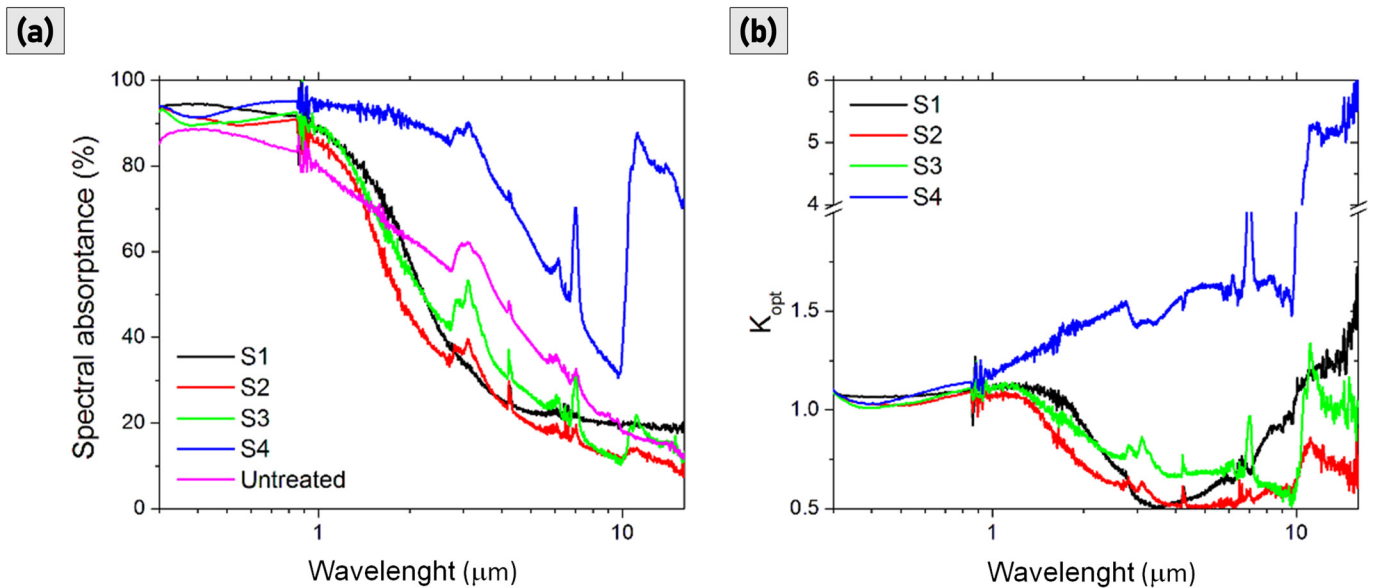 (a)
Spectral absorptance (%)
100
80
60
40
20
0
S1
S2
S3
S4
Untreated
1
10
Wavelenght (μm)
(b)
K_opt
6
5
4
1.5
1.0
0.5
S1
S2
S3
S4
1
10
Wavelenght (μm)